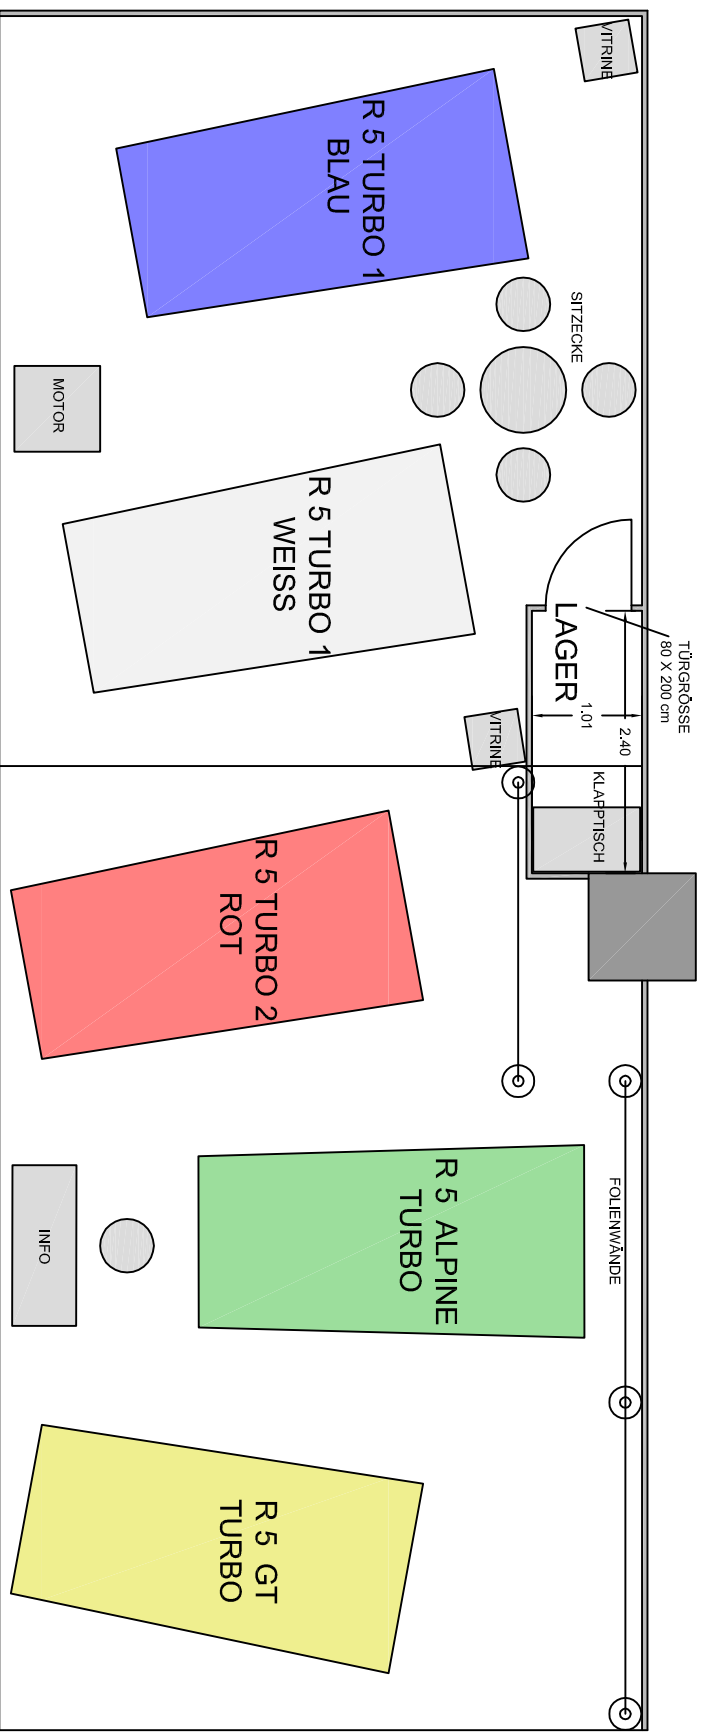 VITRINE
R 5 TURBO 1
BLAU
SITZECKE
MOTOR
R 5 TURBO 1
WEISS
LAGER
TÜRGRÖSSE
80 X 200 cm
1.01
2.40
VITRINE
KLAPPTISCH
R 5 TURBO 2
ROT
R 5 ALPINE
TURBO
FOLIENWÄNDE
INFO
R 5 GT
TURBO